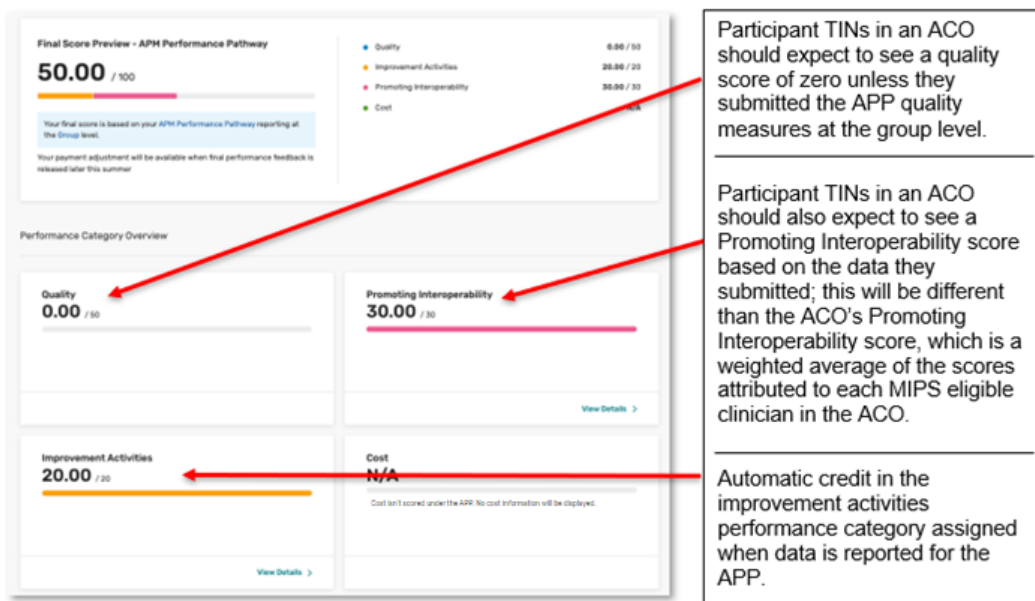 Final Score Preview - APM Performance Pathway
50.00 / 100
Your final score is based on your APM Performance Pathway reporting at
the Group level.
Your payment adjustment will be available when final performance feedback is
released later this summer
Quality 0.00 / 50
Improvement Activities 20.00 / 20
Promoting Interoperability 30.00 / 30
Cost N/A
Performance Category Overview
Quality
0.00 / 50
Promoting Interoperability
30.00 / 30
View Details >
Improvement Activities
20.00 / 20
View Details >
Cost
N/A
Cost isn't scored under the APP. No cost information will be displayed.
Participant TINs in an ACO
should expect to see a quality
score of zero unless they
submitted the APP quality
measures at the group level.
Participant TINs in an ACO
should also expect to see a
Promoting Interoperability score
based on the data they
submitted; this will be different
than the ACO's Promoting
Interoperability score, which is a
weighted average of the scores
attributed to each MIPS eligible
clinician in the ACO.
Automatic credit in the
improvement activities
performance category assigned
when data is reported for the
APP.